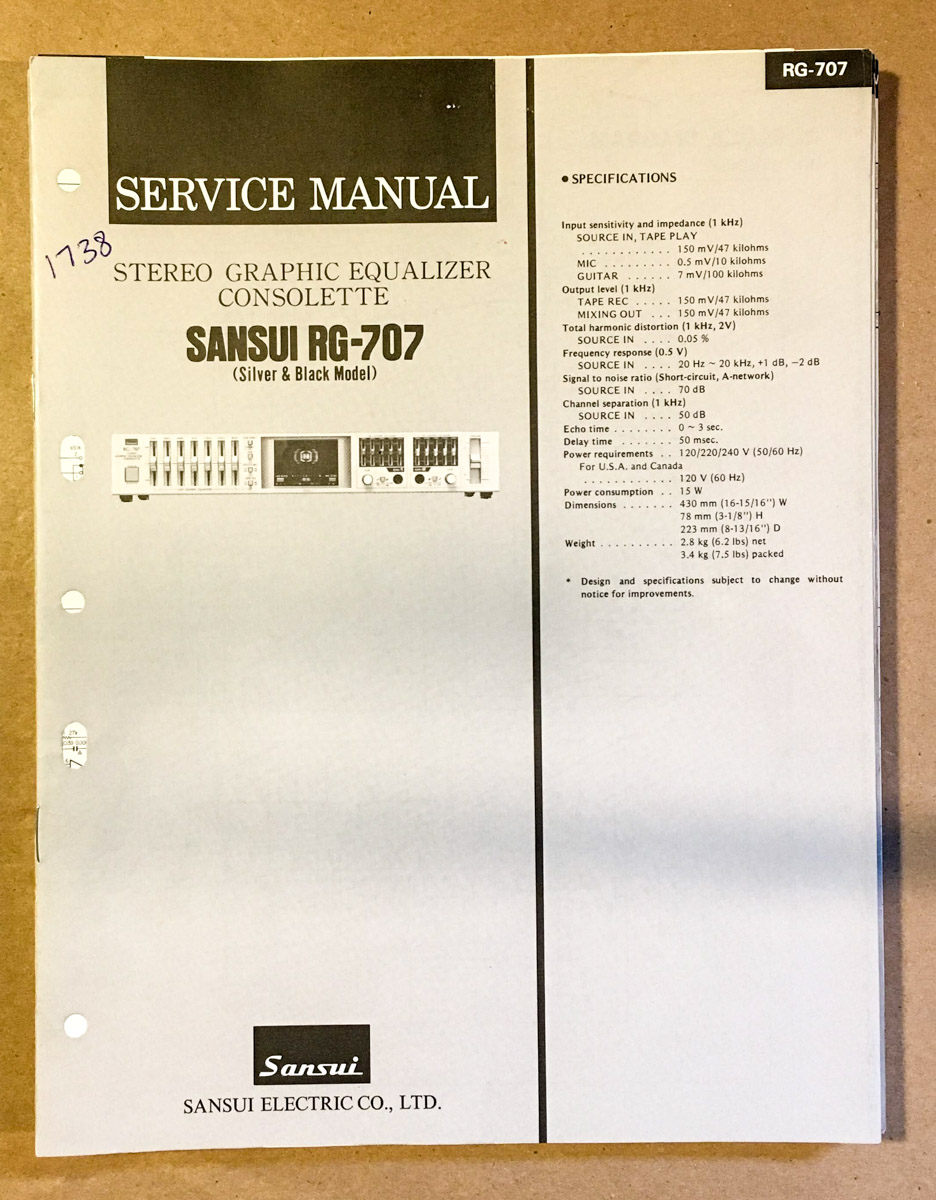 RG-707
SERVICE MANUAL
1738
STEREO GRAPHIC EQUALIZER
CONSOLETTE
SANSUI RG-707
(Silver & Black Model)
● SPECIFICATIONS
Input sensitivity and impedance (1 kHz)
SOURCE IN, TAPE PLAY
. . . . . . . . . . . . 150 mV/47 kilohms
MIC . . . . . . . . . 0.5 mV/10 kilohms
GUITAR . . . . . . 7 mV/100 kilohms
Output level (1 kHz)
TAPE REC . . . . . 150 mV/47 kilohms
MIXING OUT . . . 150 mV/47 kilohms
Total harmonic distortion (1 kHz, 2V)
SOURCE IN . . . . 0.05 %
Frequency response (0.5 V)
SOURCE IN . . . . 20 Hz ~ 20 kHz, +1 dB, −2 dB
Signal to noise ratio (Short-circuit, A-network)
SOURCE IN . . . . 70 dB
Channel separation (1 kHz)
SOURCE IN . . . . 50 dB
Echo time . . . . . . . . 0 ~ 3 sec.
Delay time . . . . . . . 50 msec.
Power requirements . . 120/220/240 V (50/60 Hz)
For U.S.A. and Canada
. . . . . . . . . . . . 120 V (60 Hz)
Power consumption . . 15 W
Dimensions . . . . . . . 430 mm (16-15/16") W
78 mm (3-1/8") H
223 mm (8-13/16") D
Weight . . . . . . . . . . 2.8 kg (6.2 lbs) net
3.4 kg (7.5 lbs) packed
* Design and specifications subject to change without
notice for improvements.
Sansui
SANSUI ELECTRIC CO., LTD.